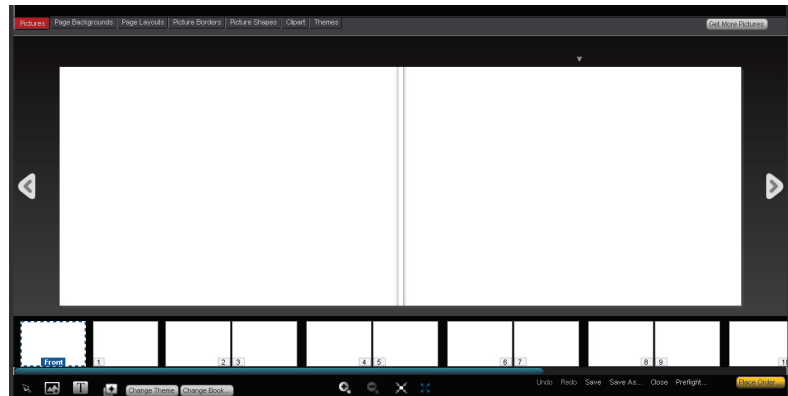 Pictures Page Backgrounds Page Layouts Picture Borders Picture Shapes Clipart Themes Get More Pictures
Front 1 2 3 4 5 6 7 8 9 10
T Change Theme Change Book... Undo Redo Save Save As... Close Preflight... Place Order...